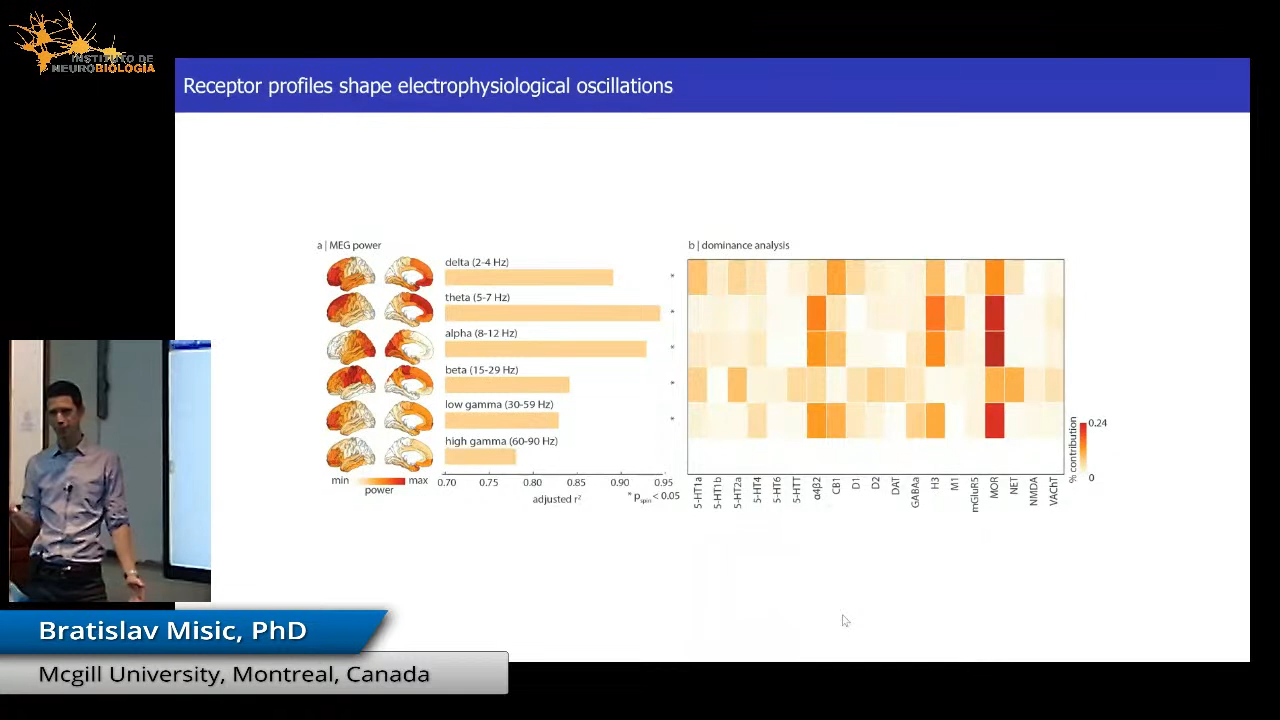 INSTITUTO DE
NEUROBIOLOGÍA
Receptor profiles shape electrophysiological oscillations
a | MEG power
delta (2-4 Hz)
theta (5-7 Hz)
alpha (8-12 Hz)
beta (15-29 Hz)
low gamma (30-59 Hz)
high gamma (60-90 Hz)
min
max
power
0.70
0.75
0.80
0.85
0.90
0.95
adjusted r²
* Pspin < 0.05
b | dominance analysis
5-HT1a
5-HT1b
5-HT2a
5-HT4
5-HT6
5-HTT
α4β2
CB1
D1
D2
DAT
GABAa
H3
M1
mGluR5
MOR
NET
NMDA
VAChT
% contribution
0.24
0
Bratislav Misic, PhD
Mcgill University, Montreal, Canada